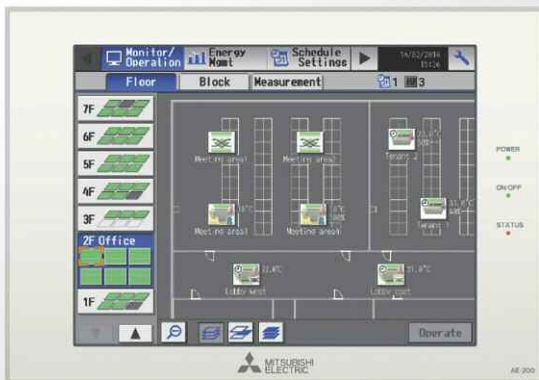 Monitor/
Operation
Energy
Mgmt
Schedule
Settings
14/02/2014
15:26
Floor
Block
Measurement
1
3
7F
6F
5F
4F
3F
2F Office
1F
Meeting area1
Meeting area1
Tenant 2
Meeting area1
Meeting area1
Tenant
Lobby west
Lobby east
Operate
POWER
ON/OFF
STATUS
MITSUBISHI
ELECTRIC
AE-200